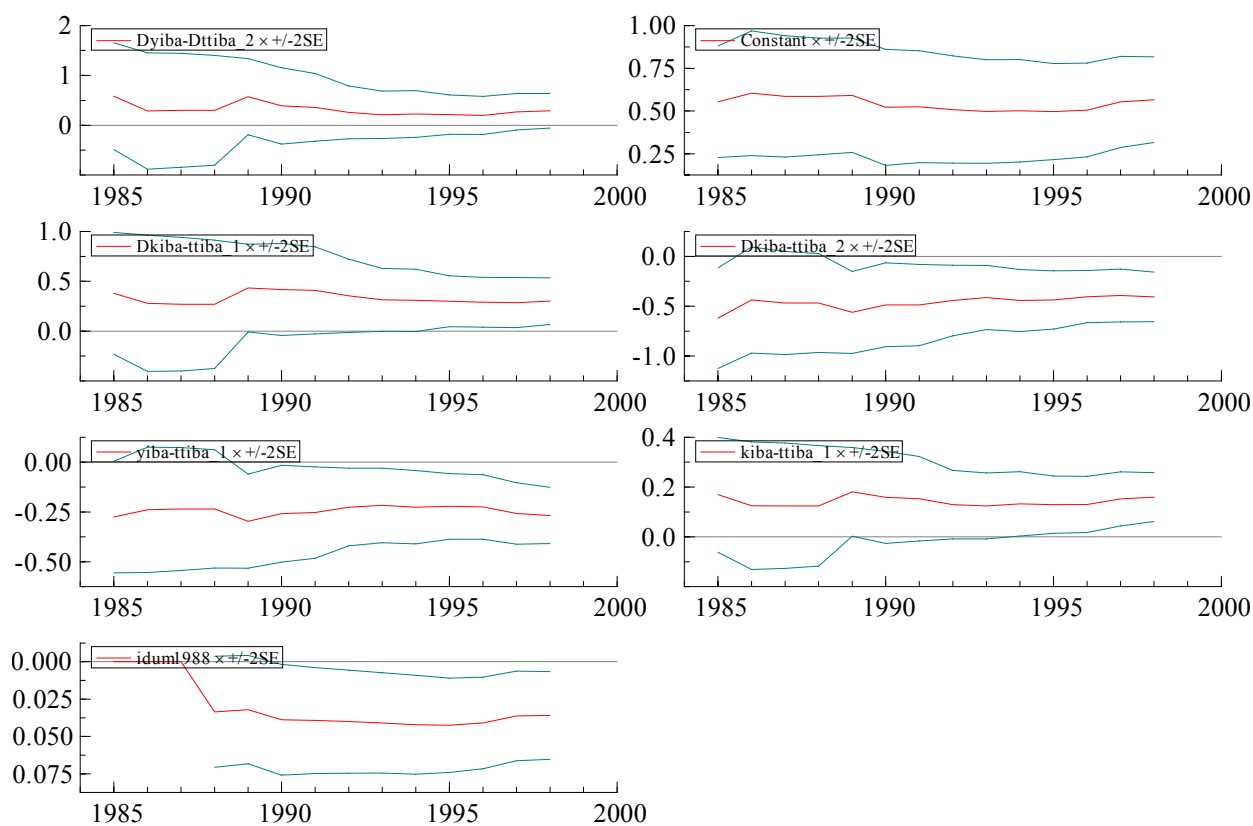 2
Dyiba-Dttiba_2 × +/-2SE
1
0
1985 1990 1995 2000
1.00
Constant × +/-2SE
0.75
0.50
0.25
1985 1990 1995 2000
1.0
Dkiba-ttiba_1 × +/-2SE
0.5
0.0
1985 1990 1995 2000
0.0
Dkiba-ttiba_2 × +/-2SE
-0.5
-1.0
1985 1990 1995 2000
yiba-ttiba_1 × +/-2SE
0.00
-0.25
-0.50
1985 1990 1995 2000
0.4
kiba-ttiba_1 × +/-2SE
0.2
0.0
1985 1990 1995 2000
0.000
idum1988 × +/-2SE
0.025
0.050
0.075
1985 1990 1995 2000